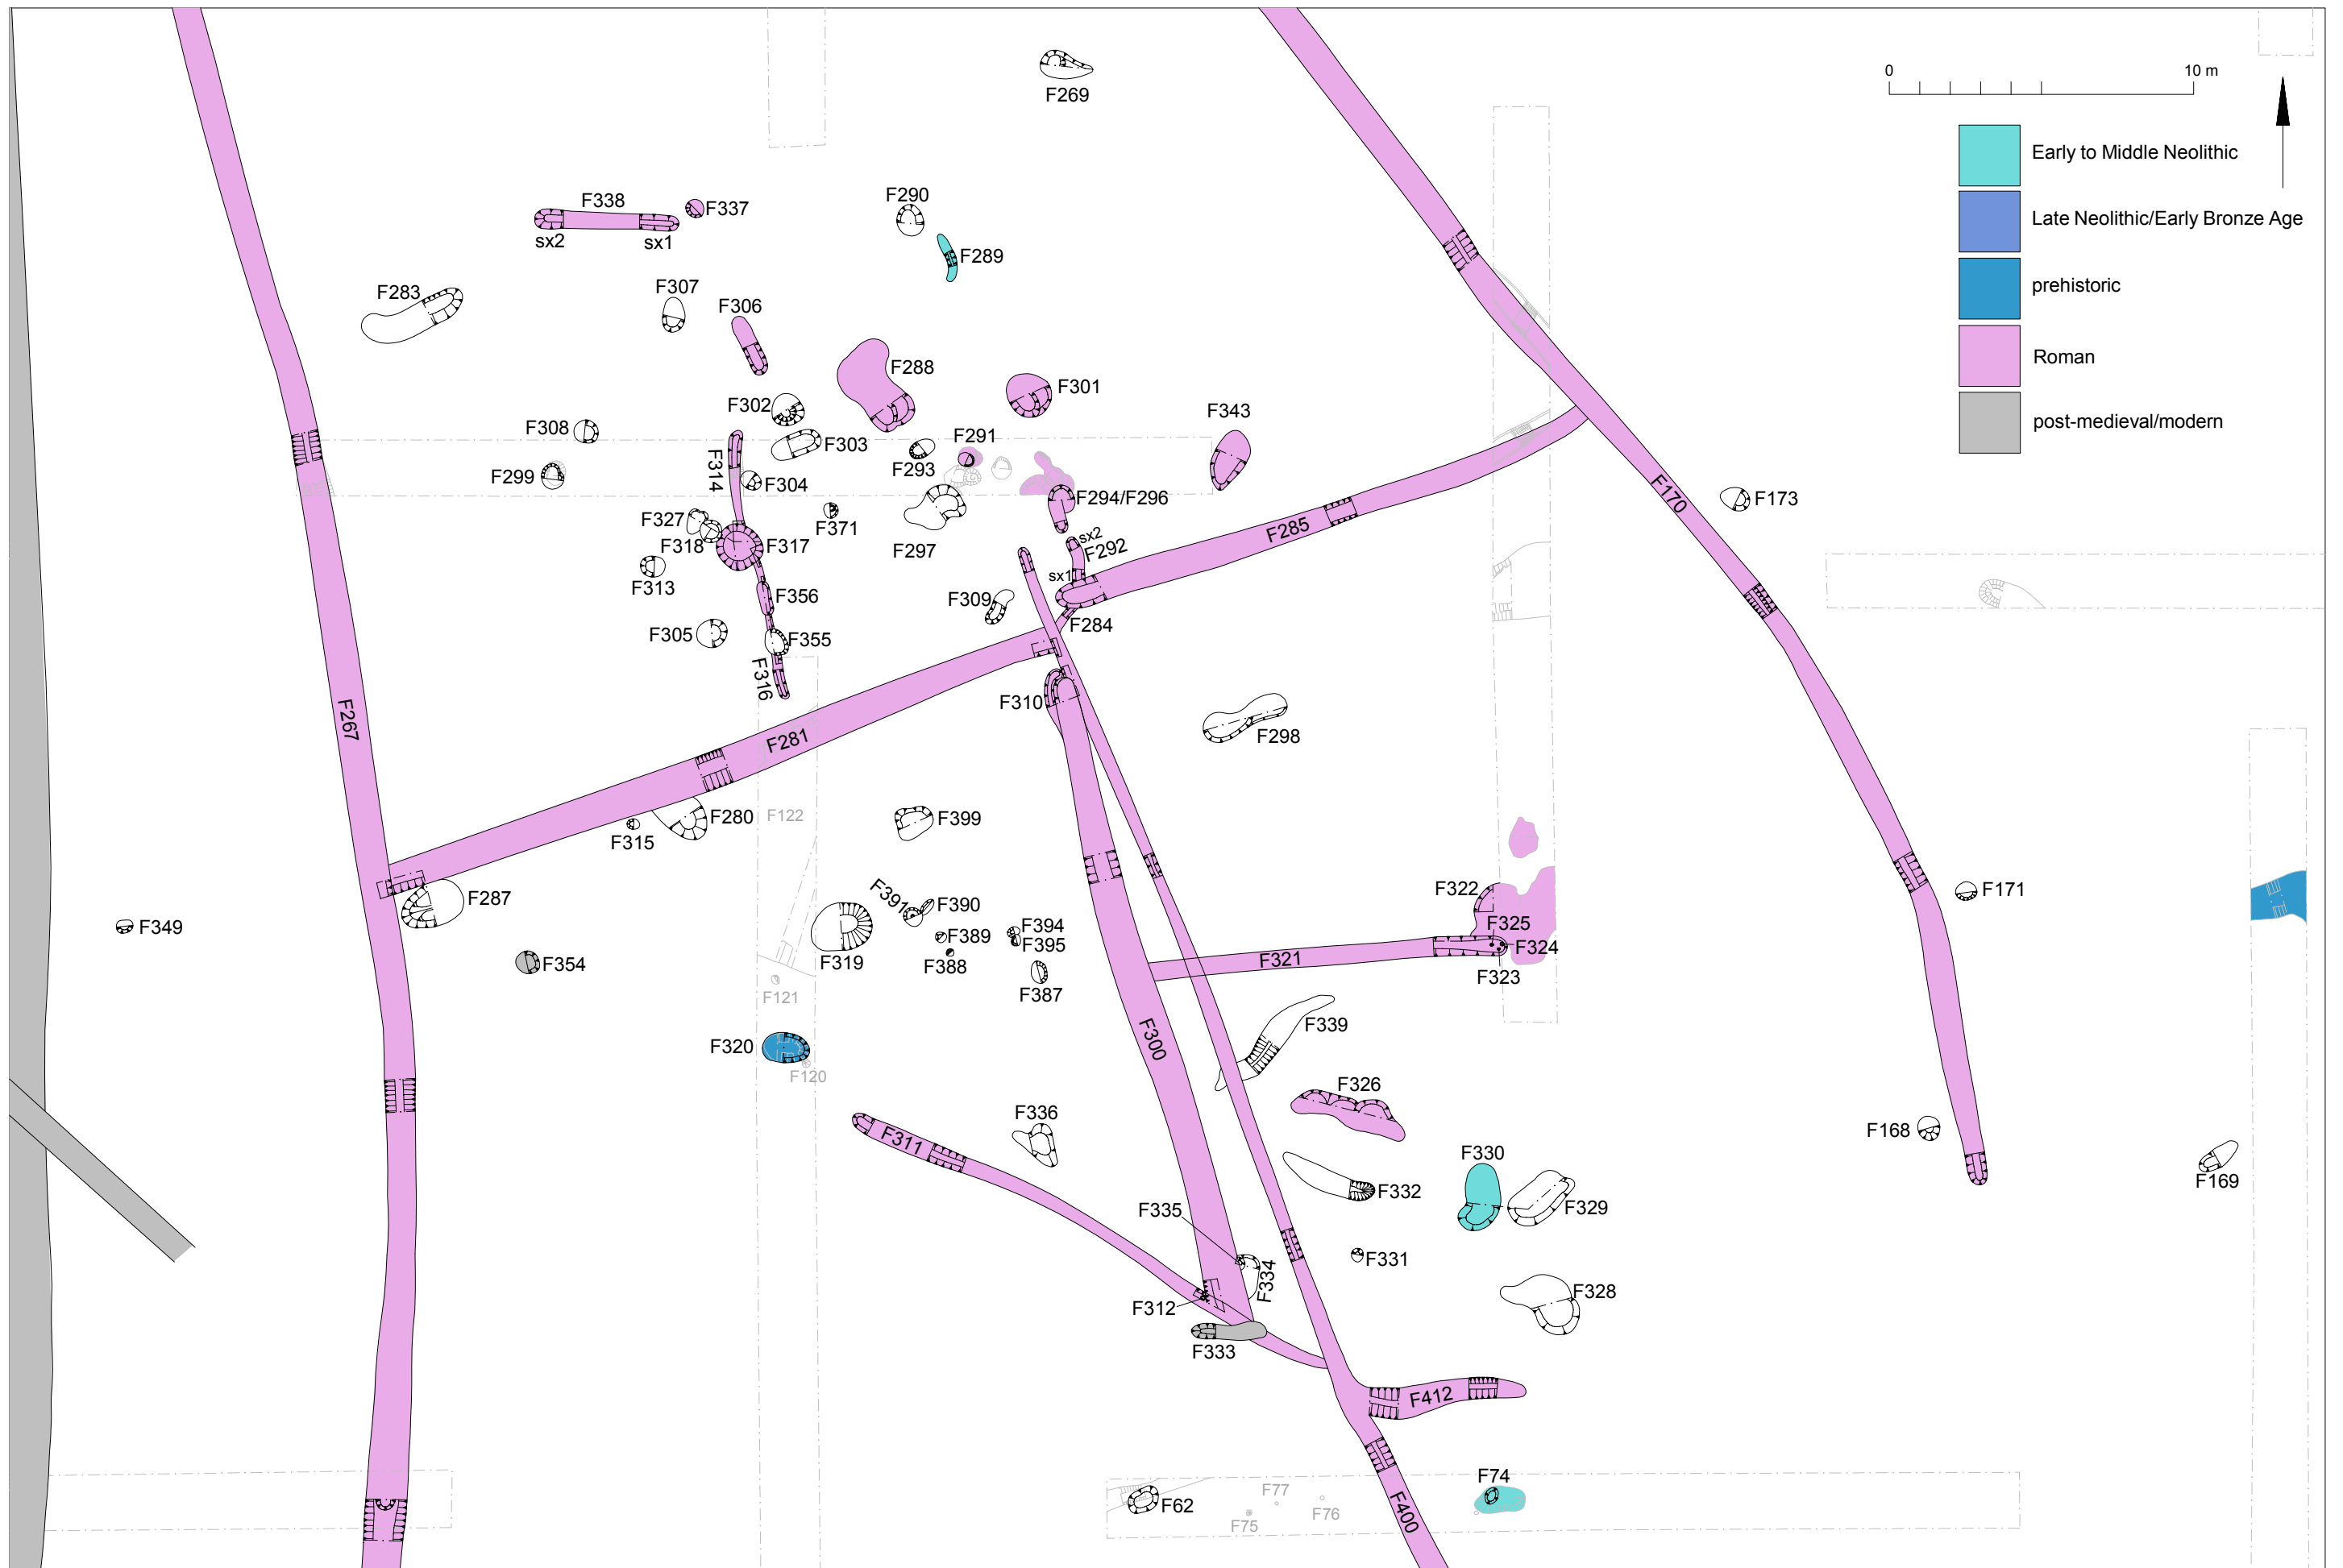 0 10 m
Early to Middle Neolithic
Late Neolithic/Early Bronze Age
prehistoric
Roman
post-medieval/modern
F269
F338
F337
sx2
sx1
F290
F289
F283
F307
F306
F288
F301
F302
F343
F308
F303
F291
F293
F314
F299
F304
F294/F296
F173
F170
F327
F371
F285
F318
F317
F297
sx2
F292
sx1
F313
F356
F309
F284
F305
F355
F316
F310
F267
F298
F281
F122
F280
F399
F315
F287
F391
F390
F322
F171
F349
F394
F325
F389
F395
F324
F354
F319
F388
F321
F323
F387
F121
F300
F339
F320
F120
F326
F336
F311
F168
F330
F169
F332
F335
F329
F331
F334
F328
F312
F333
F412
F74
F77
F62
F76
F75
F400